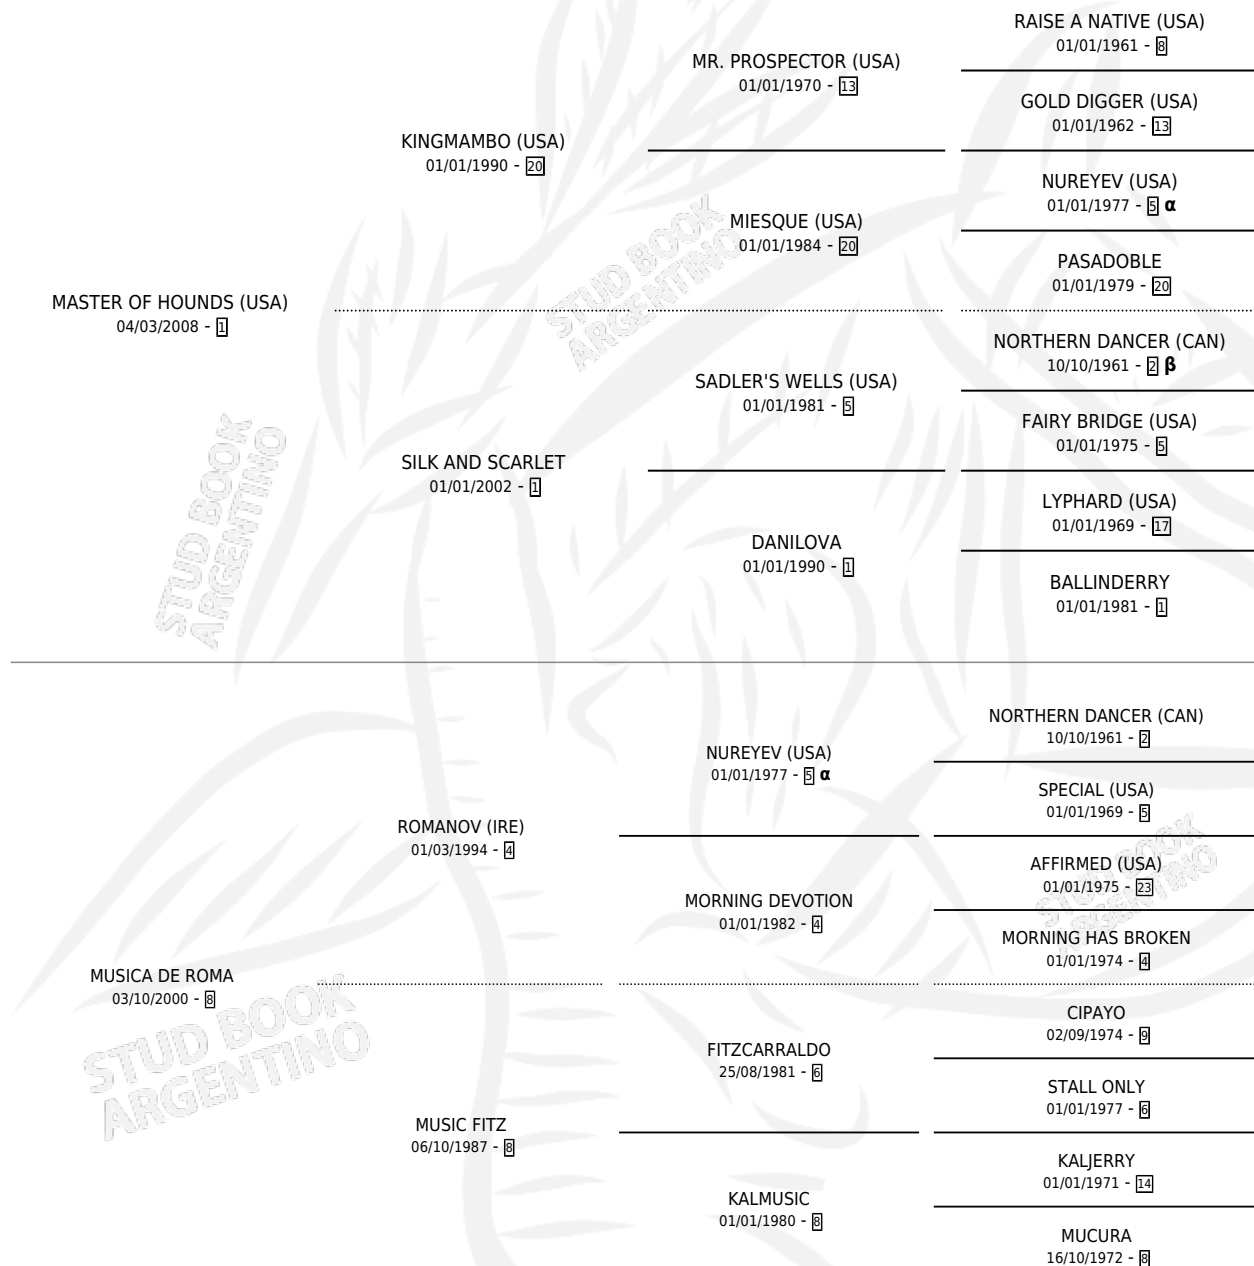 RAISE A NATIVE (USA)
01/01/1961 - 8
MR. PROSPECTOR (USA)
01/01/1970 - 13
GOLD DIGGER (USA)
01/01/1962 - 13
KINGMAMBO (USA)
01/01/1990 - 20
NUREYEV (USA)
01/01/1977 - 5 α
MIESQUE (USA)
01/01/1984 - 20
PASADOBLE
01/01/1979 - 20
MASTER OF HOUNDS (USA)
04/03/2008 - 1
NORTHERN DANCER (CAN)
10/10/1961 - 2 β
SADLER'S WELLS (USA)
01/01/1981 - 5
FAIRY BRIDGE (USA)
01/01/1975 - 5
SILK AND SCARLET
01/01/2002 - 1
LYPHARD (USA)
01/01/1969 - 17
DANILOVA
01/01/1990 - 1
BALLINDERRY
01/01/1981 - 1
NORTHERN DANCER (CAN)
10/10/1961 - 2
NUREYEV (USA)
01/01/1977 - 5 α
SPECIAL (USA)
01/01/1969 - 5
ROMANOV (IRE)
01/03/1994 - 4
AFFIRMED (USA)
01/01/1975 - 23
MORNING DEVOTION
01/01/1982 - 4
MORNING HAS BROKEN
01/01/1974 - 4
MUSICA DE ROMA
03/10/2000 - 8
CIPAYO
02/09/1974 - 9
FITZCARRALDO
25/08/1981 - 6
STALL ONLY
01/01/1977 - 6
MUSIC FITZ
06/10/1987 - 8
KALJERRY
01/01/1971 - 14
KALMUSIC
01/01/1980 - 8
MUCURA
16/10/1972 - 8
STUD BOOK
ARGENTINO
STUD BOOK
ARGENTINO
STUD BOOK
ARGENTINO
STUD BOOK
ARGENTINO